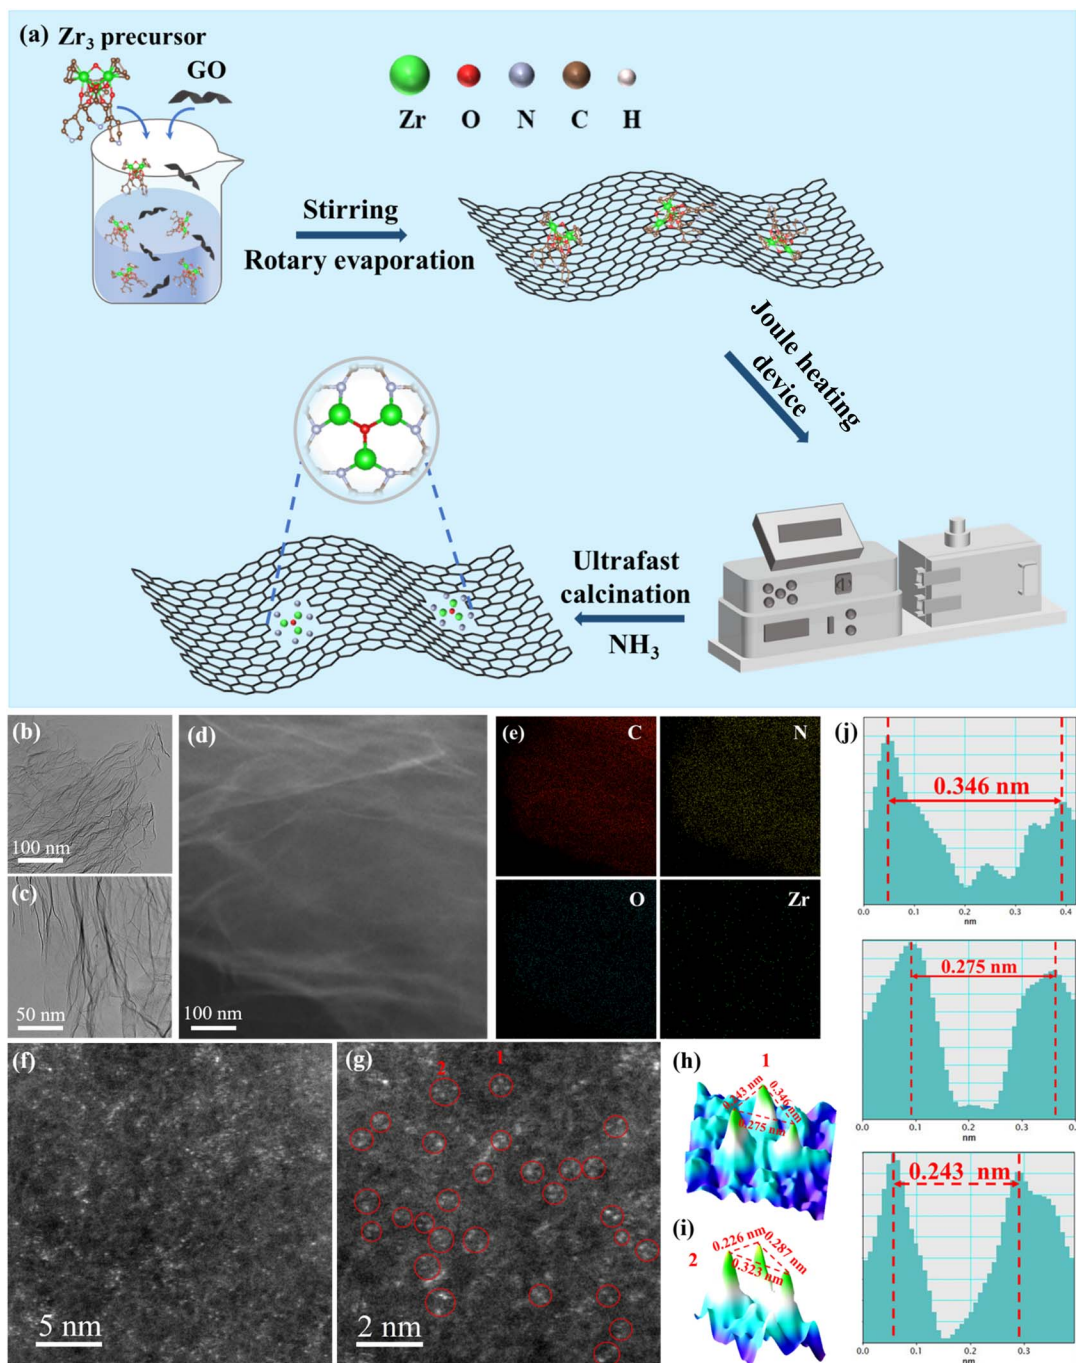 (a)
Zr3 precursor
GO
Zr O N C H
Stirring
Rotary evaporation
Joule heating
device
Ultrafast
calcination
NH3
(b)
100 nm
(c)
50 nm
(d)
100 nm
(e)
C
N
O
Zr
(f)
5 nm
(g)
2
1
2 nm
(h)
1
0.243 nm
0.346 nm
0.275 nm
(i)
2
0.226 nm
0.287 nm
0.323 nm
(j)
0.346 nm
0.0 0.1 0.2 0.3 0.4
nm
0.275 nm
0.0 0.1 0.2 0.3
nm
0.243 nm
0.0 0.1 0.2 0.3
nm